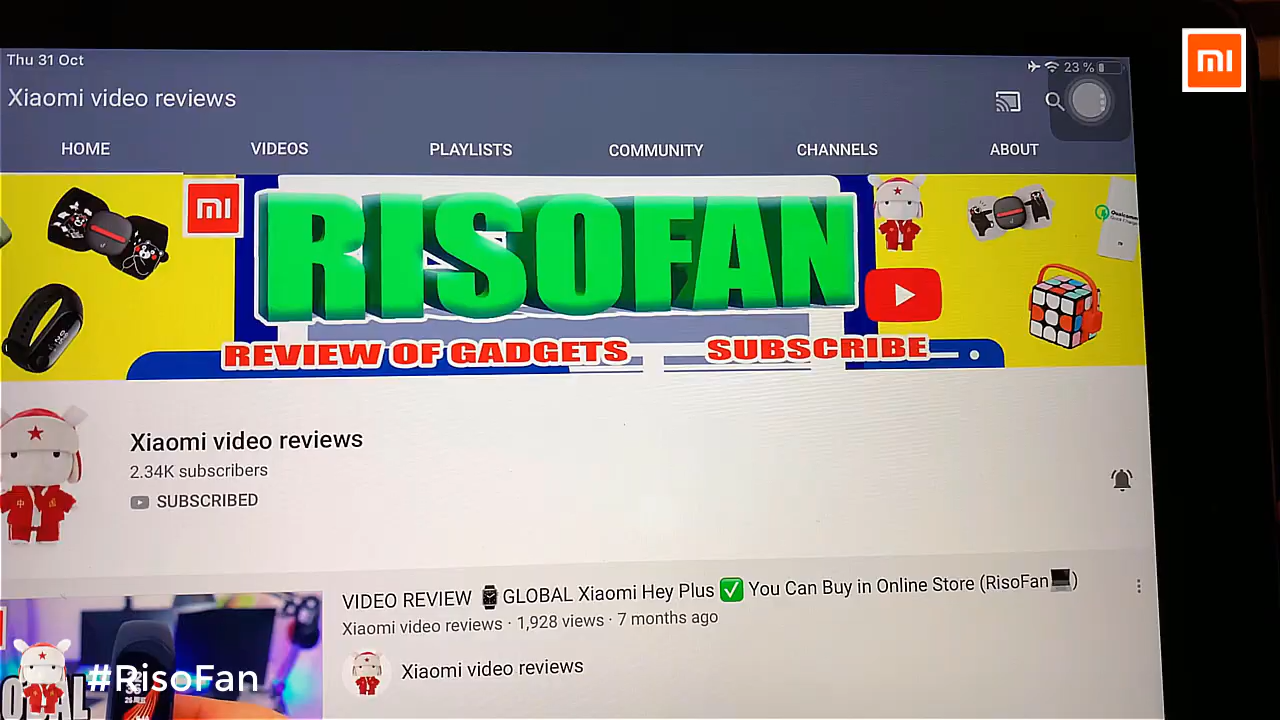 Thu 31 Oct
23 %
Xiaomi video reviews
HOME VIDEOS PLAYLISTS COMMUNITY CHANNELS ABOUT
RISOFAN
REVIEW OF GADGETS SUBSCRIBE
Xiaomi video reviews
2.34K subscribers
SUBSCRIBED
VIDEO REVIEW ⌚GLOBAL Xiaomi Hey Plus ✅ You Can Buy in Online Store (RisoFan💻)
Xiaomi video reviews · 1,928 views · 7 months ago
Xiaomi video reviews
#RisoFan